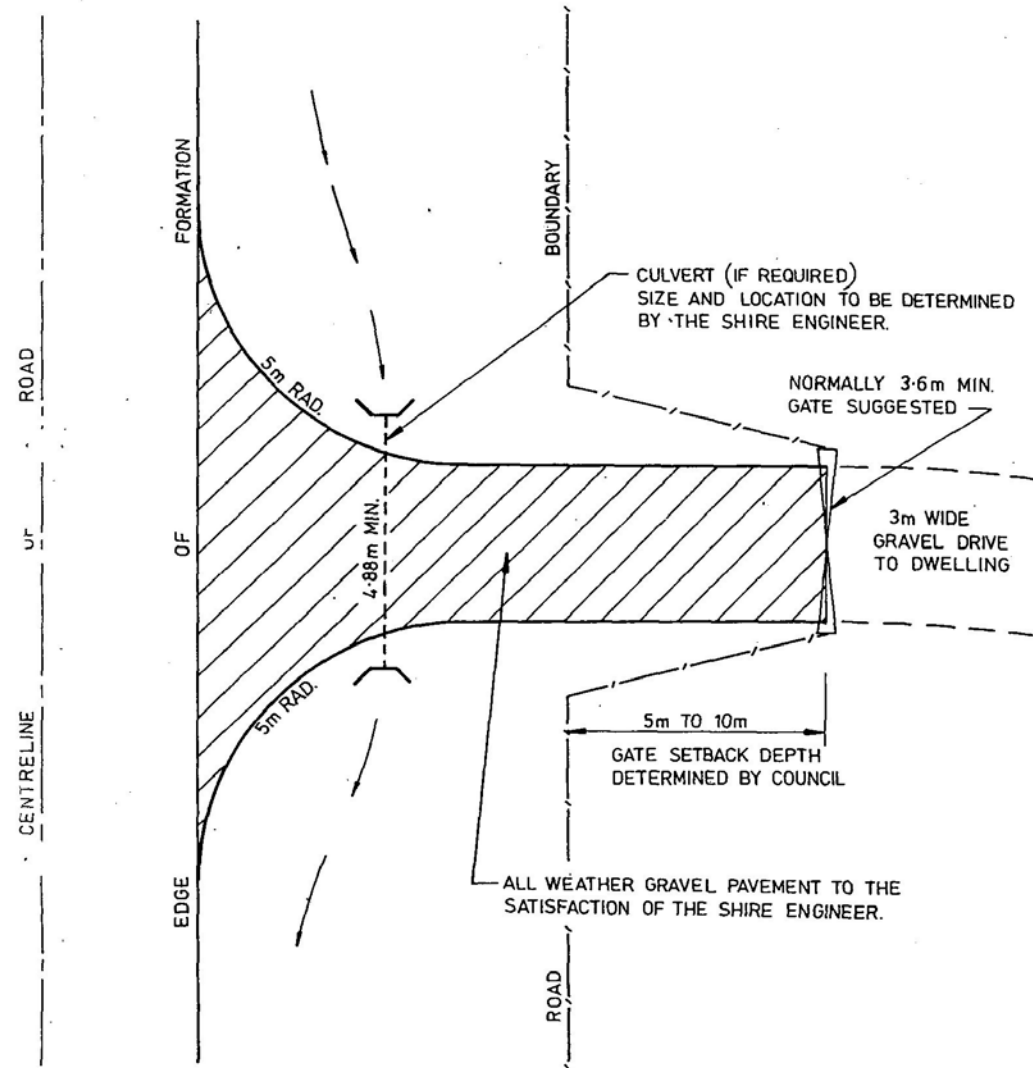 CENTRELINE OF ROAD
EDGE OF FORMATION
ROAD BOUNDARY
CULVERT (IF REQUIRED)
SIZE AND LOCATION TO BE DETERMINED
BY THE SHIRE ENGINEER.
NORMALLY 3·6m MIN.
GATE SUGGESTED
5m RAD.
4·88m MIN.
3m WIDE
GRAVEL DRIVE
TO DWELLING
5m RAD.
5m TO 10m
GATE SETBACK DEPTH
DETERMINED BY COUNCIL
ALL WEATHER GRAVEL PAVEMENT TO THE
SATISFACTION OF THE SHIRE ENGINEER.